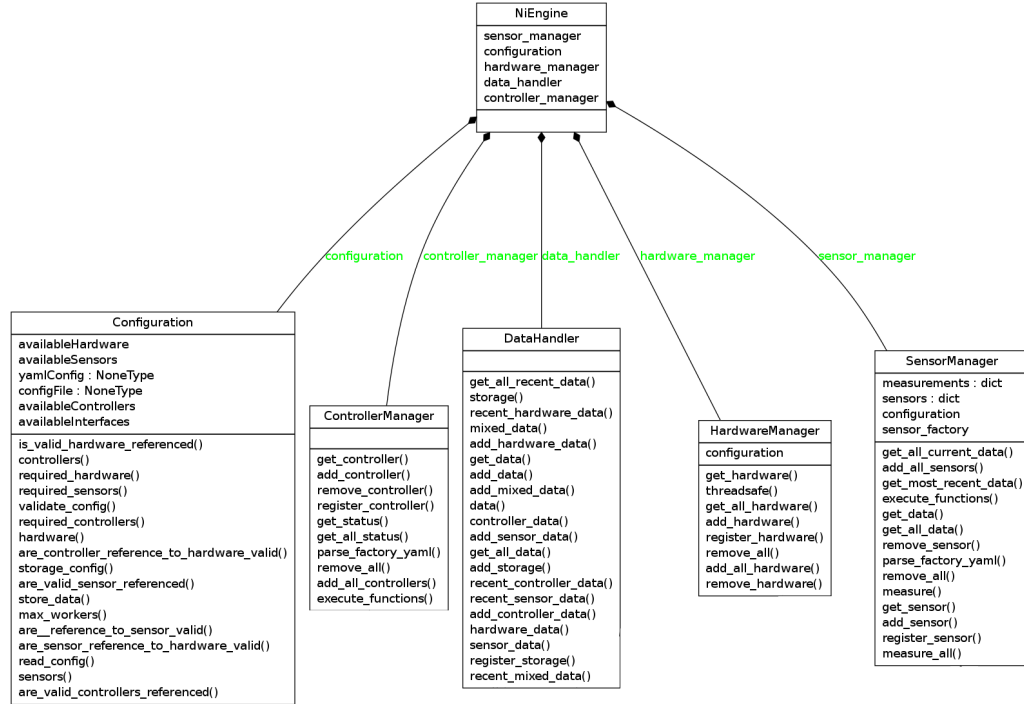 NiEngine
sensor_manager
configuration
hardware_manager
data_handler
controller_manager
configuration
controller_manager
data_handler
hardware_manager
sensor_manager
Configuration
availableHardware
availableSensors
yamlConfig : NoneType
configFile : NoneType
availableControllers
availableInterfaces
is_valid_hardware_referenced()
controllers()
required_hardware()
required_sensors()
validate_config()
required_controllers()
hardware()
are_controller_reference_to_hardware_valid()
storage_config()
are_valid_sensor_referenced()
store_data()
max_workers()
are__reference_to_sensor_valid()
are_sensor_reference_to_hardware_valid()
read_config()
sensors()
are_valid_controllers_referenced()
ControllerManager
get_controller()
add_controller()
remove_controller()
register_controller()
get_status()
get_all_status()
parse_factory_yaml()
remove_all()
add_all_controllers()
execute_functions()
DataHandler
get_all_recent_data()
storage()
recent_hardware_data()
mixed_data()
add_hardware_data()
get_data()
add_data()
add_mixed_data()
data()
controller_data()
add_sensor_data()
get_all_data()
add_storage()
recent_controller_data()
recent_sensor_data()
add_controller_data()
hardware_data()
sensor_data()
register_storage()
recent_mixed_data()
HardwareManager
configuration
get_hardware()
threadsafe()
get_all_hardware()
add_hardware()
register_hardware()
remove_all()
add_all_hardware()
remove_hardware()
SensorManager
measurements : dict
sensors : dict
configuration
sensor_factory
get_all_current_data()
add_all_sensors()
get_most_recent_data()
execute_functions()
get_data()
get_all_data()
remove_sensor()
parse_factory_yaml()
remove_all()
measure()
get_sensor()
add_sensor()
register_sensor()
measure_all()